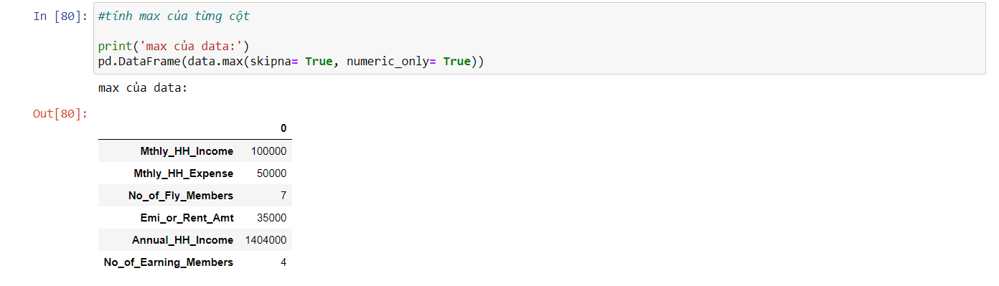 In [80]: #tính max của từng cột
print('max của data:')
pd.DataFrame(data.max(skipna= True, numeric_only= True))
max của data:
Out[80]:
0
Mthly_HH_Income 100000
Mthly_HH_Expense 50000
No_of_Fly_Members 7
Emi_or_Rent_Amt 35000
Annual_HH_Income 1404000
No_of_Earning_Members 4